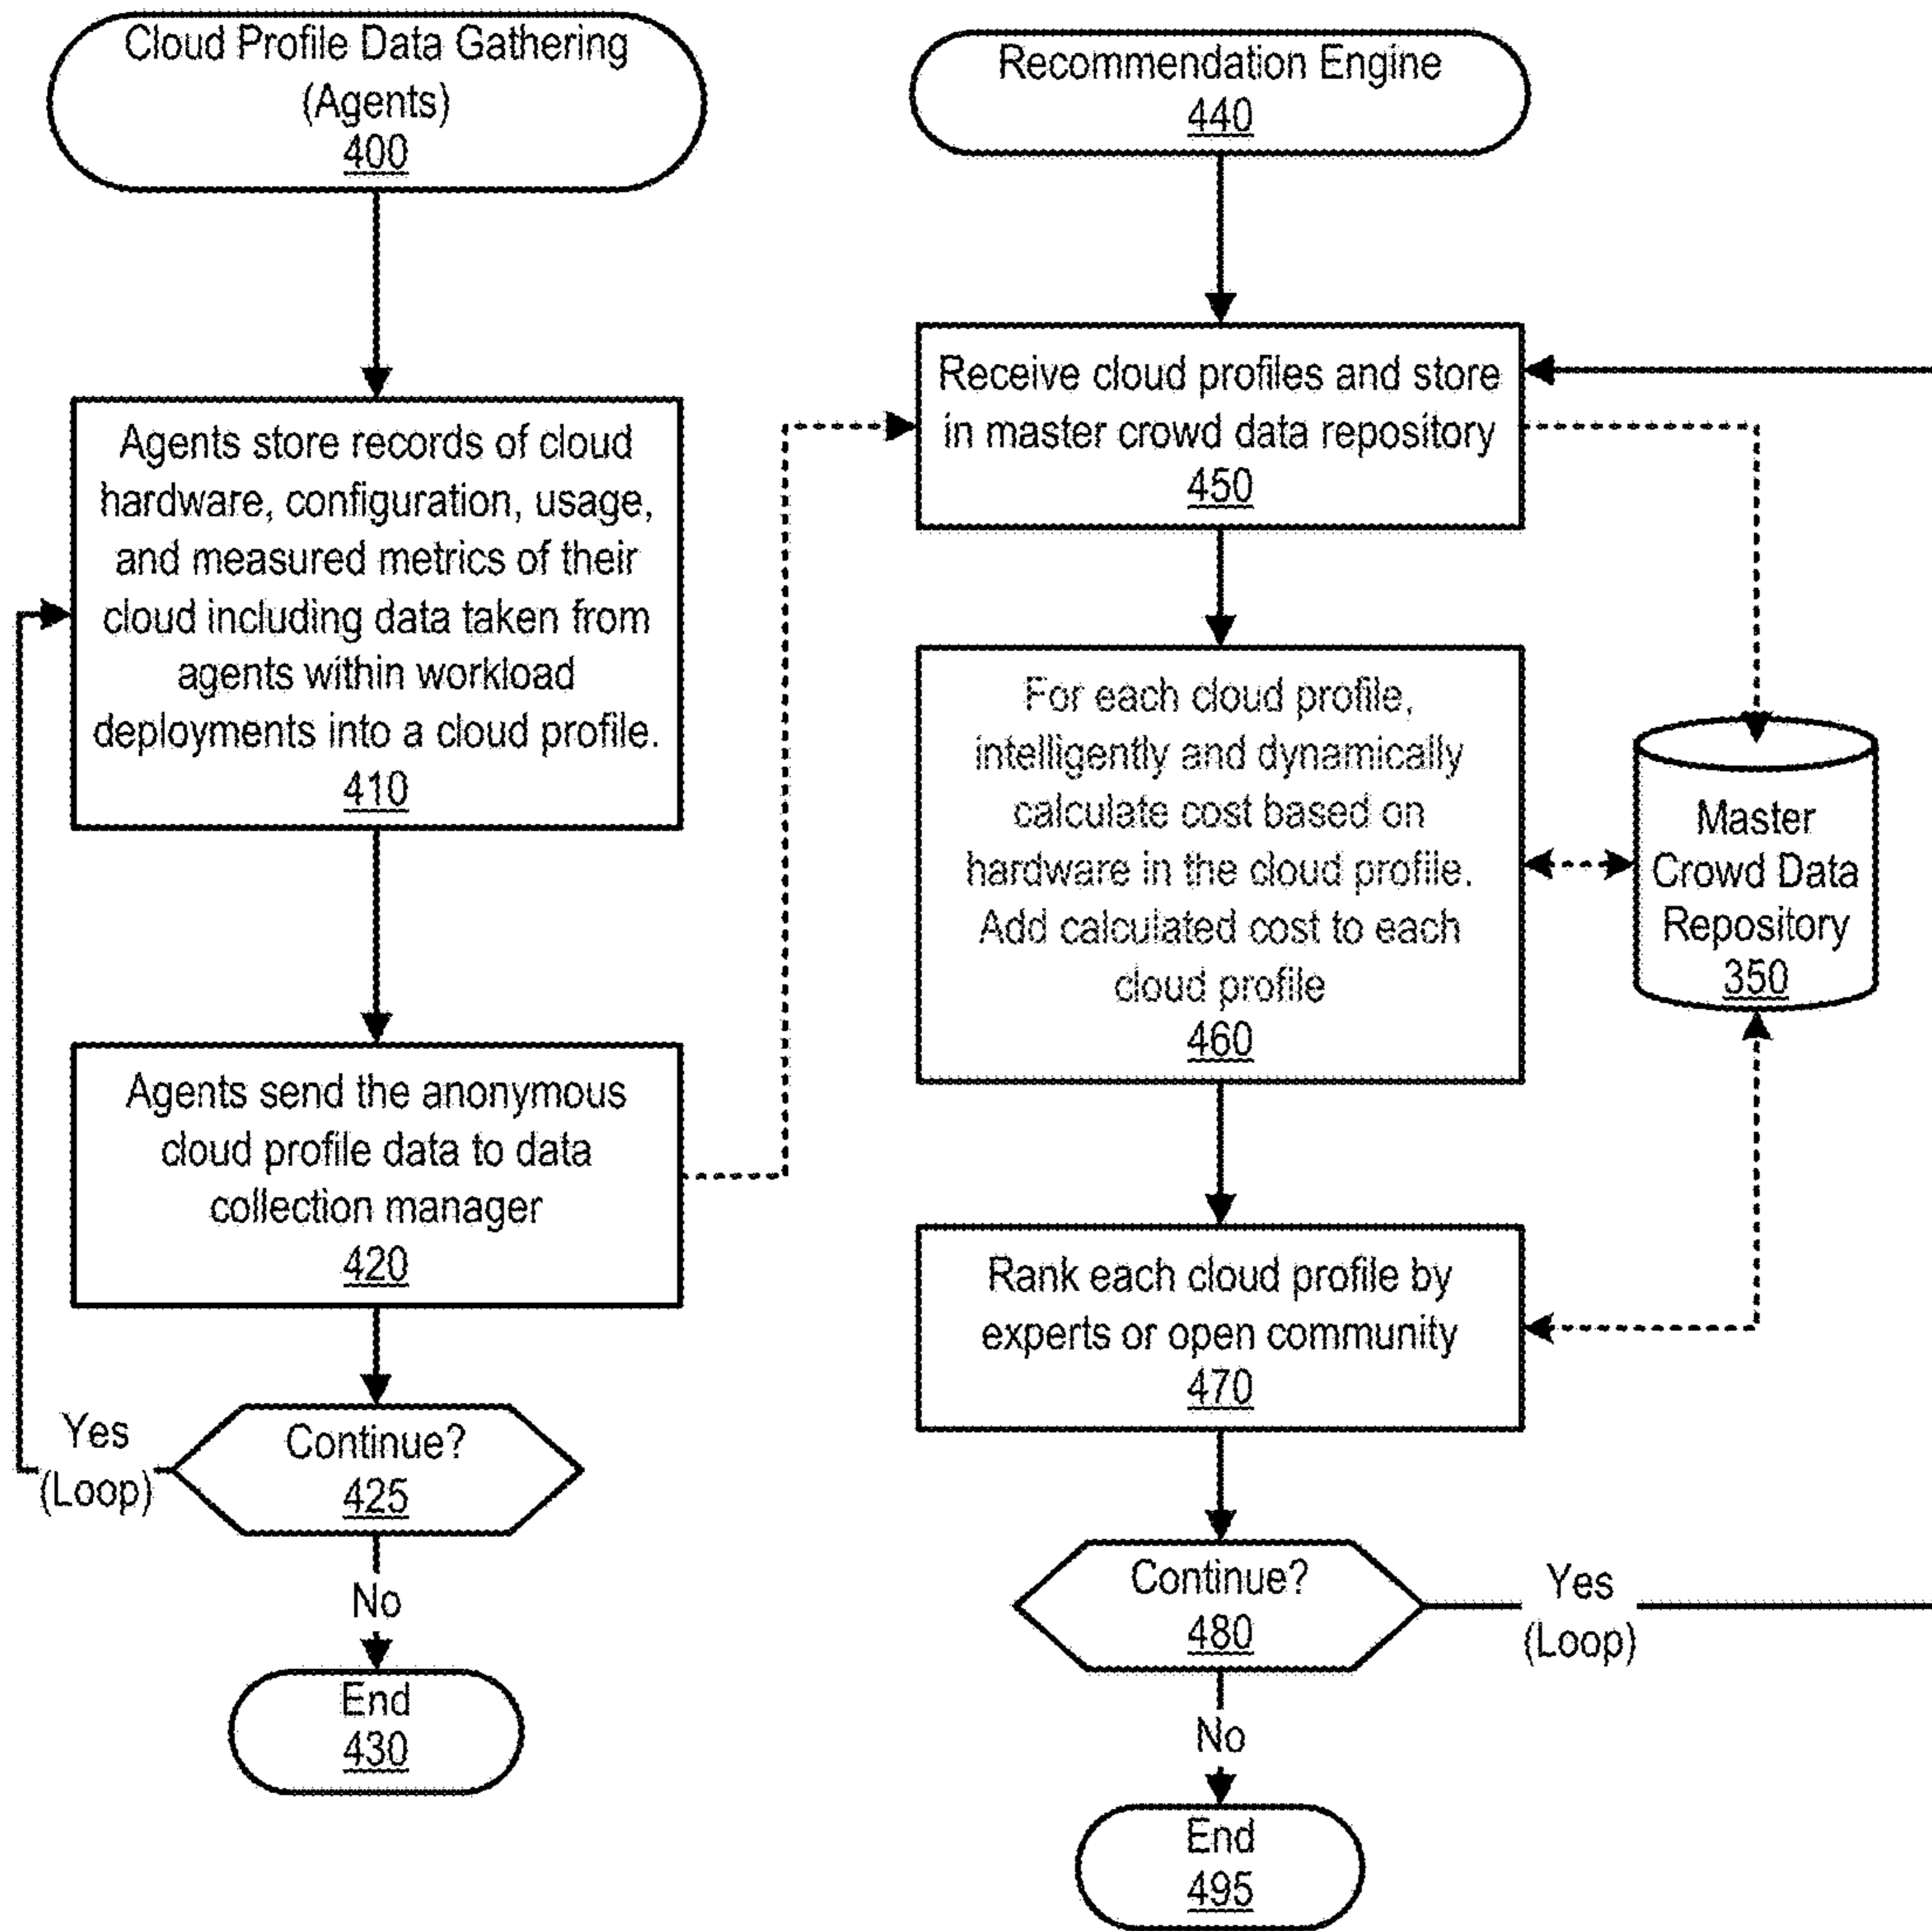 Cloud Profile Data Gathering
(Agents)
400
Agents store records of cloud
hardware, configuration, usage,
and measured metrics of their
cloud including data taken from
agents within workload
deployments into a cloud profile.
410
Agents send the anonymous
cloud profile data to data
collection manager
420
Continue?
425
Yes
(Loop)
No
End
430
Recommendation Engine
440
Receive cloud profiles and store
in master crowd data repository
450
For each cloud profile,
intelligently and dynamically
calculate cost based on
hardware in the cloud profile.
Add calculated cost to each
cloud profile
460
Master
Crowd Data
Repository
350
Rank each cloud profile by
experts or open community
470
Continue?
480
Yes
(Loop)
No
End
495